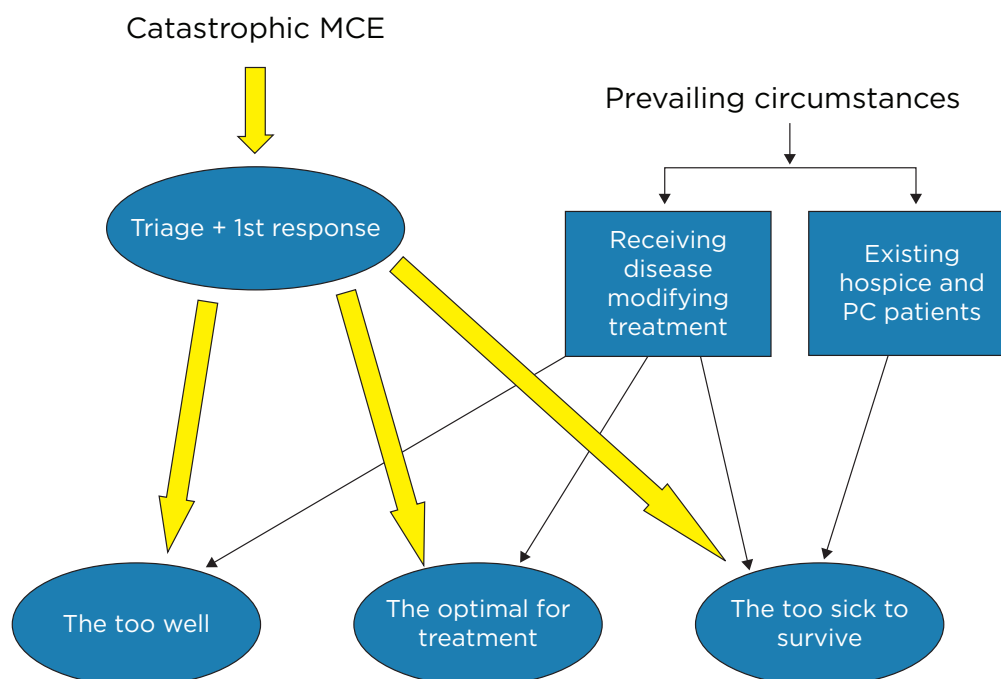 Catastrophic MCE
Prevailing circumstances
Triage + 1st response
Receiving
disease
modifying
treatment
Existing
hospice and
PC patients
The too well
The optimal for
treatment
The too sick to
survive